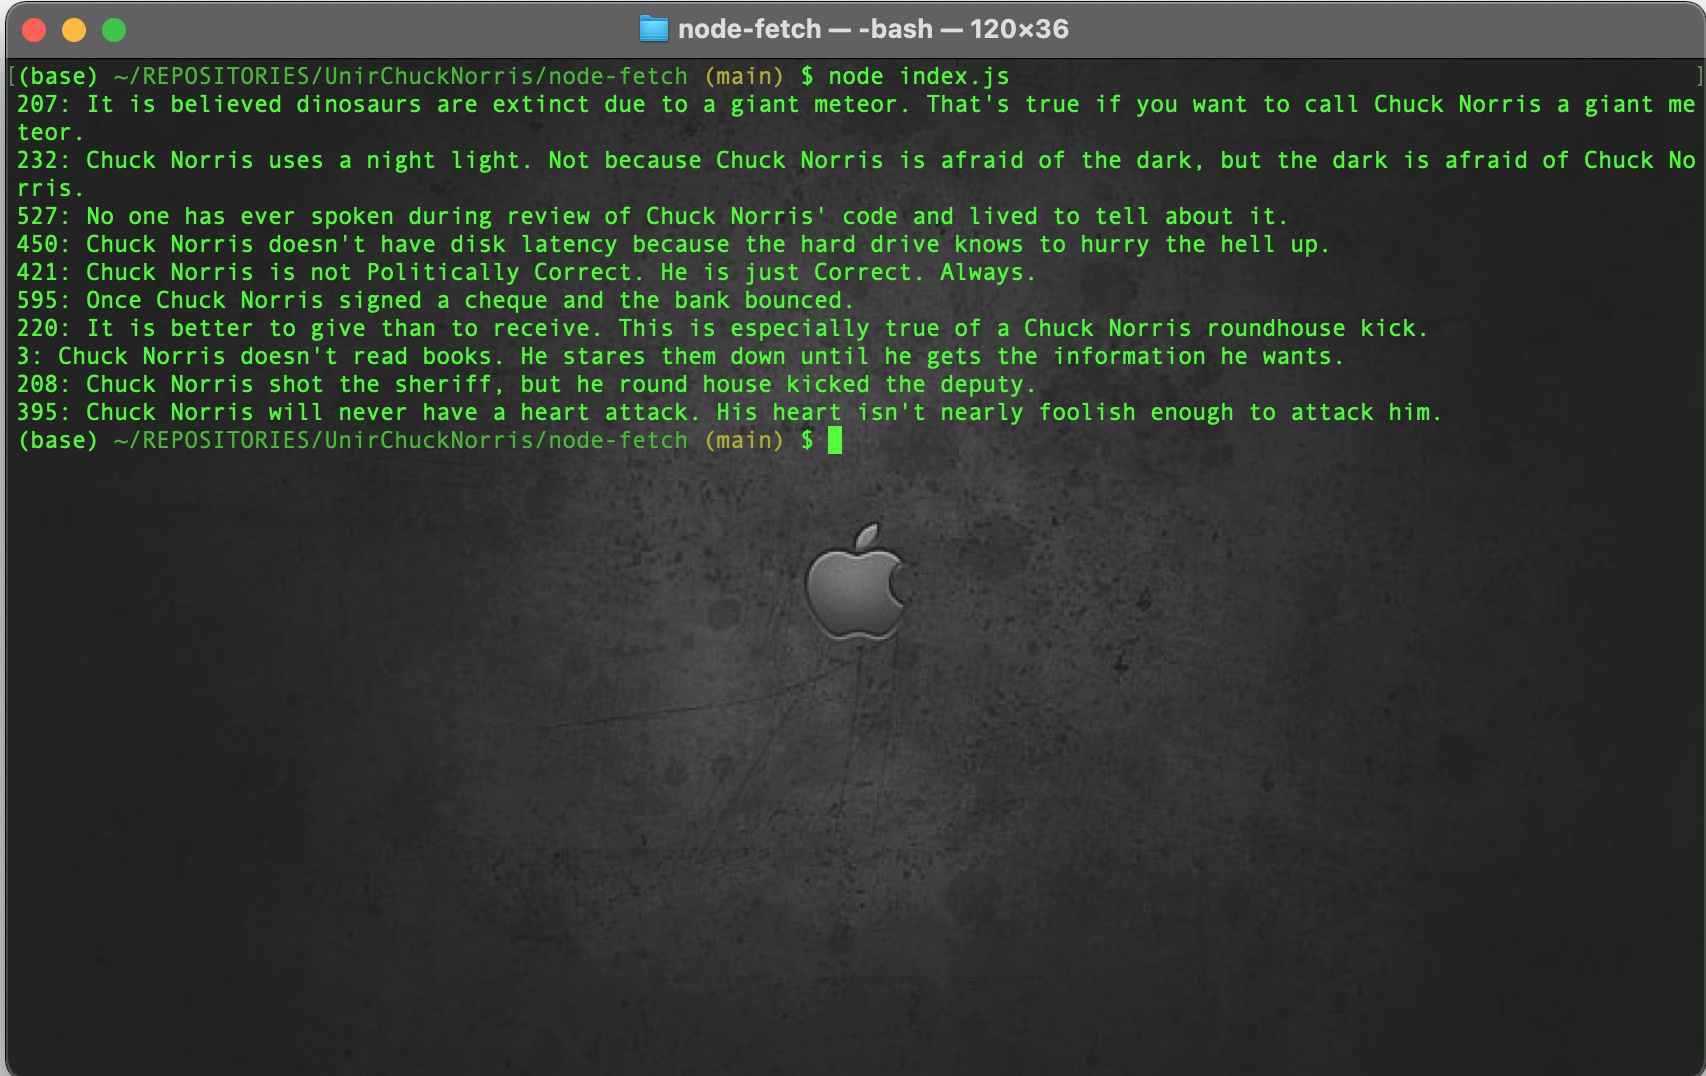 node-fetch — -bash — 120×36
[(base) ~/REPOSITORIES/UnirChuckNorris/node-fetch (main) $ node index.js ]
207: It is believed dinosaurs are extinct due to a giant meteor. That's true if you want to call Chuck Norris a giant me
teor.
232: Chuck Norris uses a night light. Not because Chuck Norris is afraid of the dark, but the dark is afraid of Chuck No
rris.
527: No one has ever spoken during review of Chuck Norris' code and lived to tell about it.
450: Chuck Norris doesn't have disk latency because the hard drive knows to hurry the hell up.
421: Chuck Norris is not Politically Correct. He is just Correct. Always.
595: Once Chuck Norris signed a cheque and the bank bounced.
220: It is better to give than to receive. This is especially true of a Chuck Norris roundhouse kick.
3: Chuck Norris doesn't read books. He stares them down until he gets the information he wants.
208: Chuck Norris shot the sheriff, but he round house kicked the deputy.
395: Chuck Norris will never have a heart attack. His heart isn't nearly foolish enough to attack him.
(base) ~/REPOSITORIES/UnirChuckNorris/node-fetch (main) $